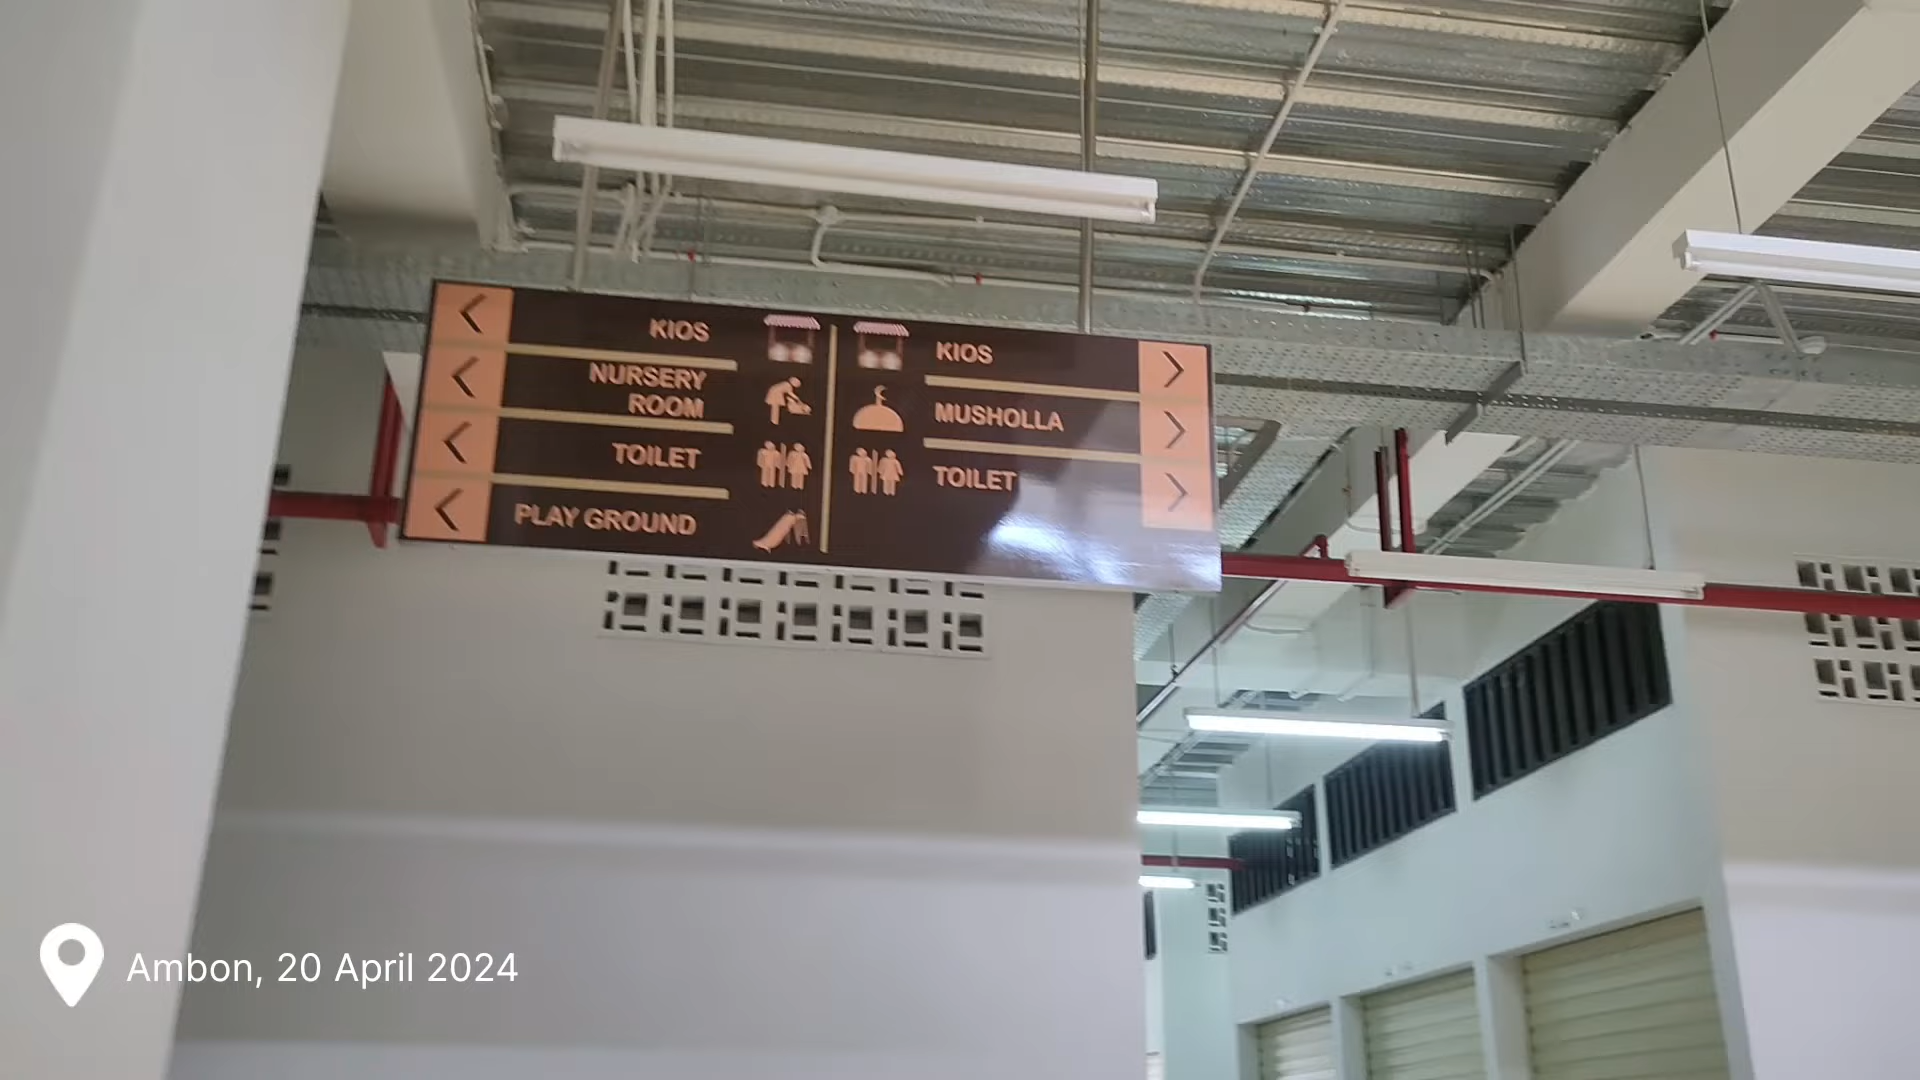 KIOS
NURSERY
ROOM
TOILET
PLAY GROUND
KIOS
MUSHOLLA
TOILET
Ambon, 20 April 2024